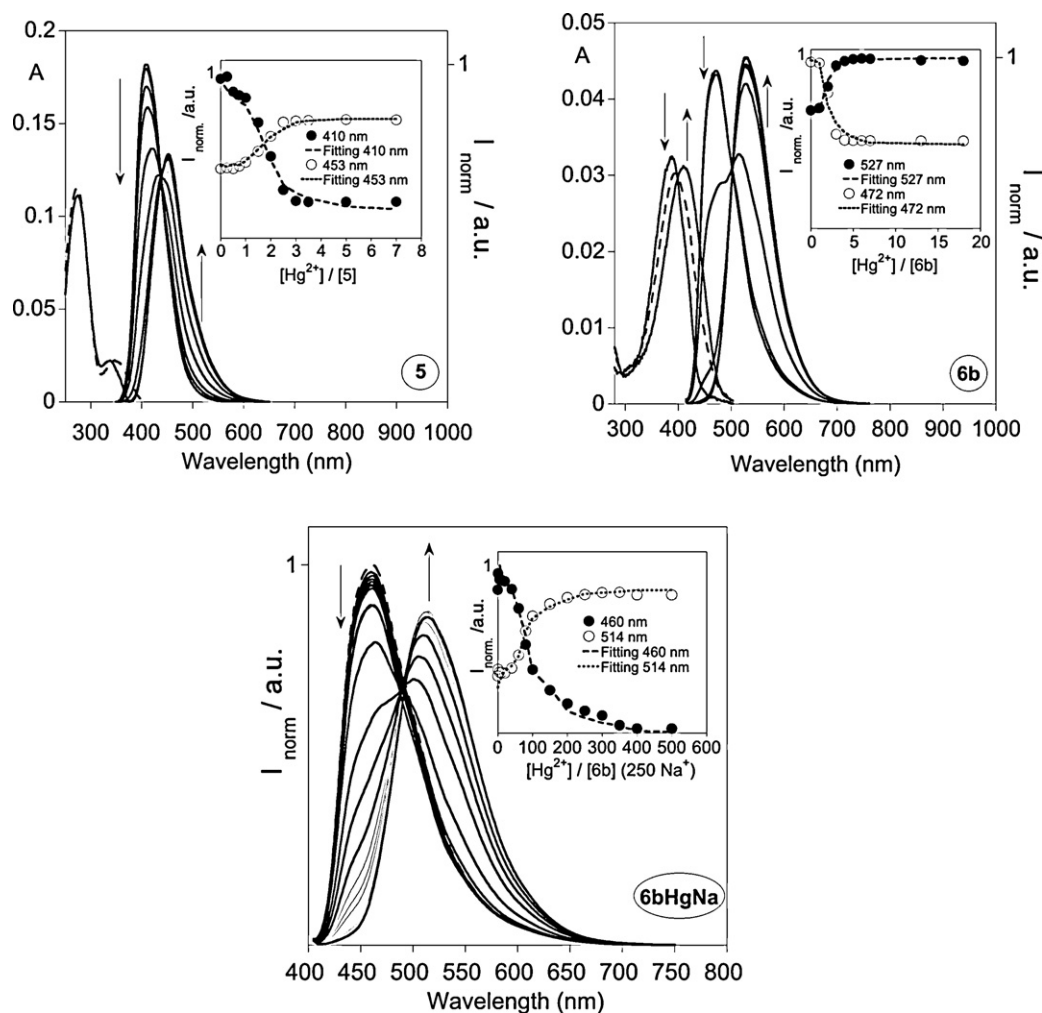 0.2
0.15
0.1
0.05
0
A
300 400 500 600 700 800 900 1000
Wavelength (nm)
1
I norm / a.u.
5
1
I norm. /a.u.
410 nm
Fitting 410 nm
453 nm
Fitting 453 nm
0 1 2 3 4 5 6 7 8
[Hg2+] / [5]
0.05
0.04
0.03
0.02
0.01
0
A
300 400 500 600 700 800 900 1000
Wavelength (nm)
1
I norm / a.u.
6b
1
I norm. /a.u.
527 nm
Fitting 527 nm
472 nm
Fitting 472 nm
0 5 10 15 20
[Hg2+] / [6b]
1
I norm / a.u.
400 450 500 550 600 650 700 750 800
Wavelength (nm)
6bHgNa
1
I norm. /a.u.
460 nm
514 nm
Fitting 460 nm
Fitting 514 nm
0 100 200 300 400 500 600
[Hg2+] / [6b] (250 Na+)